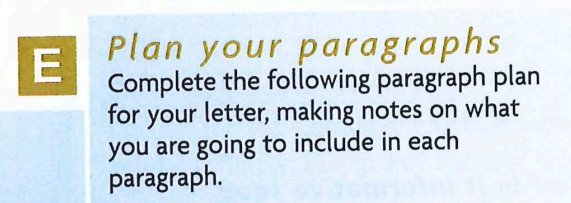 E
Plan your paragraphs
Complete the following paragraph plan
for your letter, making notes on what
you are going to include in each
paragraph.